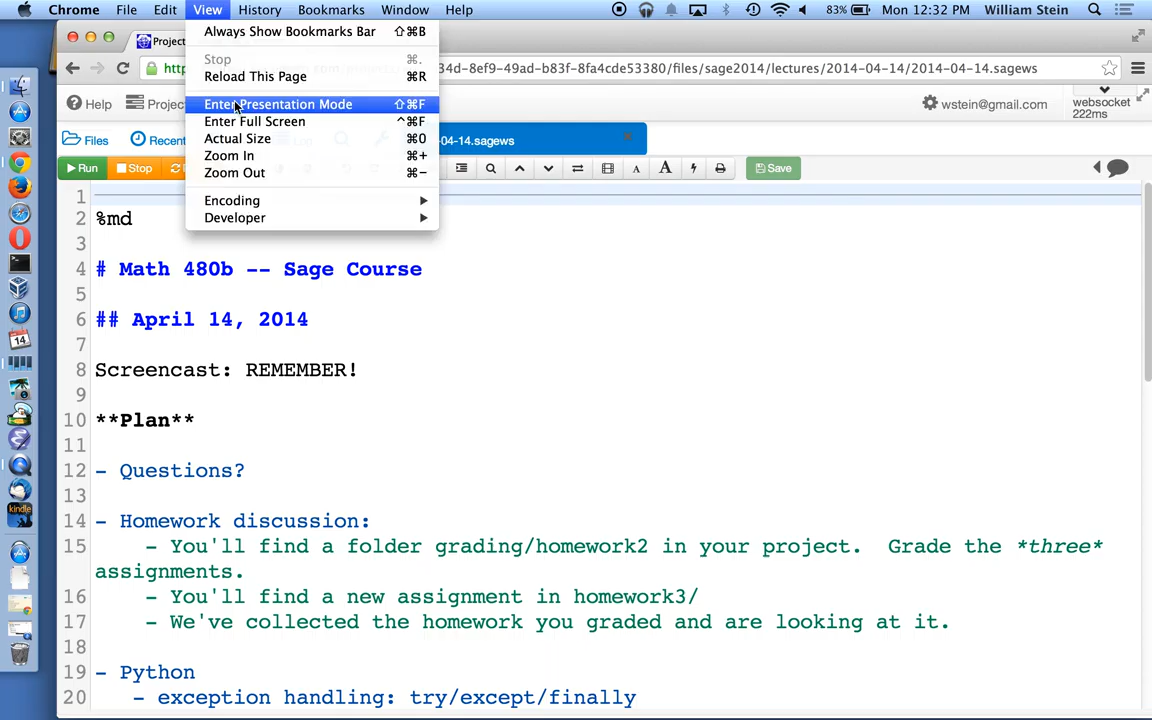 Chrome File Edit View History Bookmarks Window Help 83% Mon 12:32 PM William Stein
Always Show Bookmarks Bar ⇧⌘B
Stop ⌘.
Reload This Page ⌘R
Enter Presentation Mode ⇧⌘F
Enter Full Screen ^⌘F
Actual Size ⌘0
Zoom In ⌘+
Zoom Out ⌘−
Encoding
Developer
Project
34d-8ef9-49ad-b83f-8fa4cde53380/files/sage2014/lectures/2014-04-14/2014-04-14.sagews
Help wstein@gmail.com websocket
222ms
Files Recent Log 04-14.sagews
Run Stop A A Save
1
2 %md
3
4 # Math 480b -- Sage Course
5
6 ## April 14, 2014
7
8 Screencast: REMEMBER!
9
10 **Plan**
11
12 - Questions?
13
14 - Homework discussion:
15 - You'll find a folder grading/homework2 in your project. Grade the *three*
assignments.
16 - You'll find a new assignment in homework3/
17 - We've collected the homework you graded and are looking at it.
18
19 - Python
20 - exception handling: try/except/finally
14
kindle